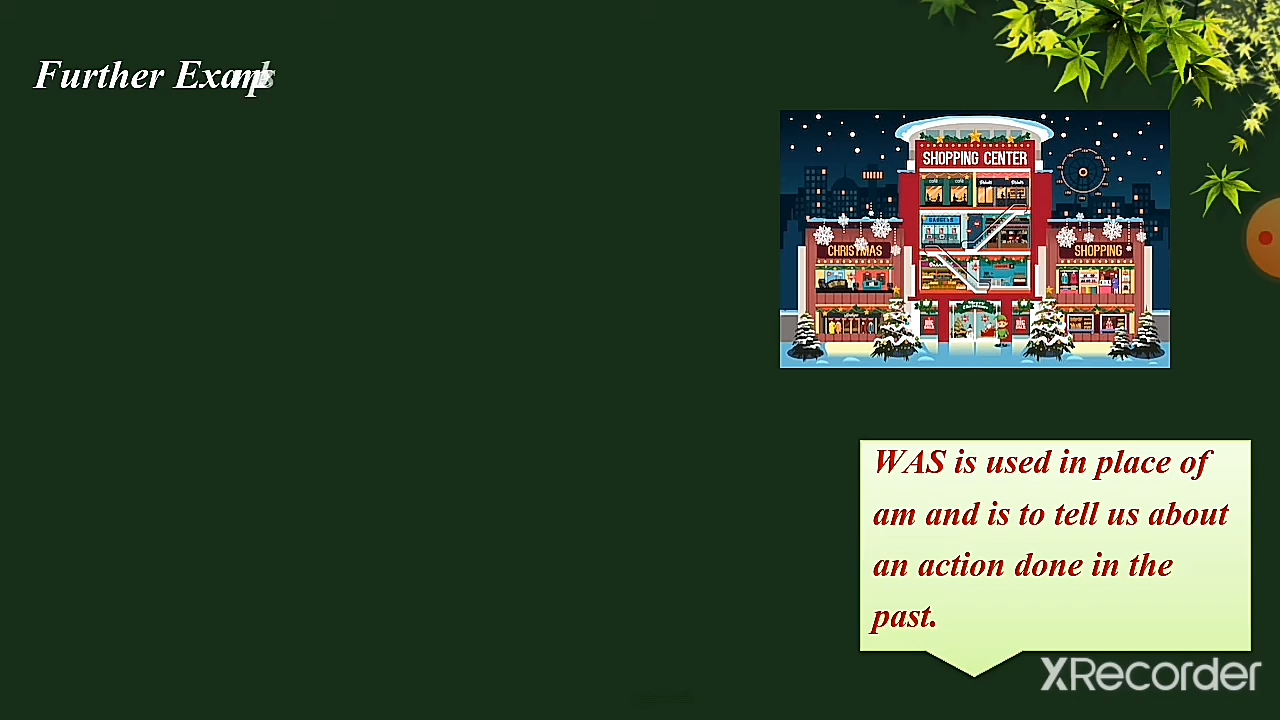 Further
SHOPPING CENTER
CHRISTMAS
SHOPPING
WAS is used in place of
am and is to tell us about
an action done in the
past.
XRecorder